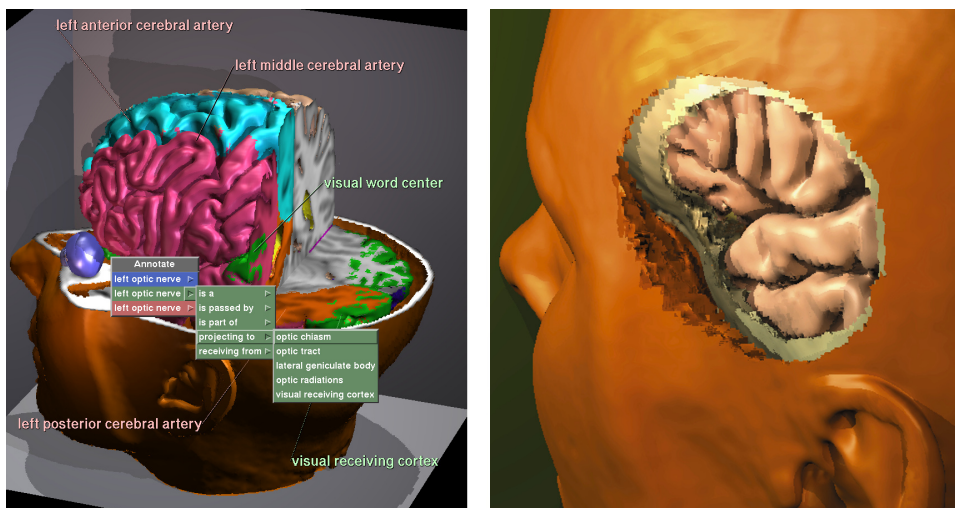 left anterior cerebral artery
left middle cerebral artery
visual word center
Annotate
left optic nerve
left optic nerve
is a
left optic nerve
is passed by
is part of
projecting to
optic chiasm
receiving from
optic tract
lateral geniculate body
optic radiations
visual receiving cortex
left posterior cerebral artery
visual receiving cortex